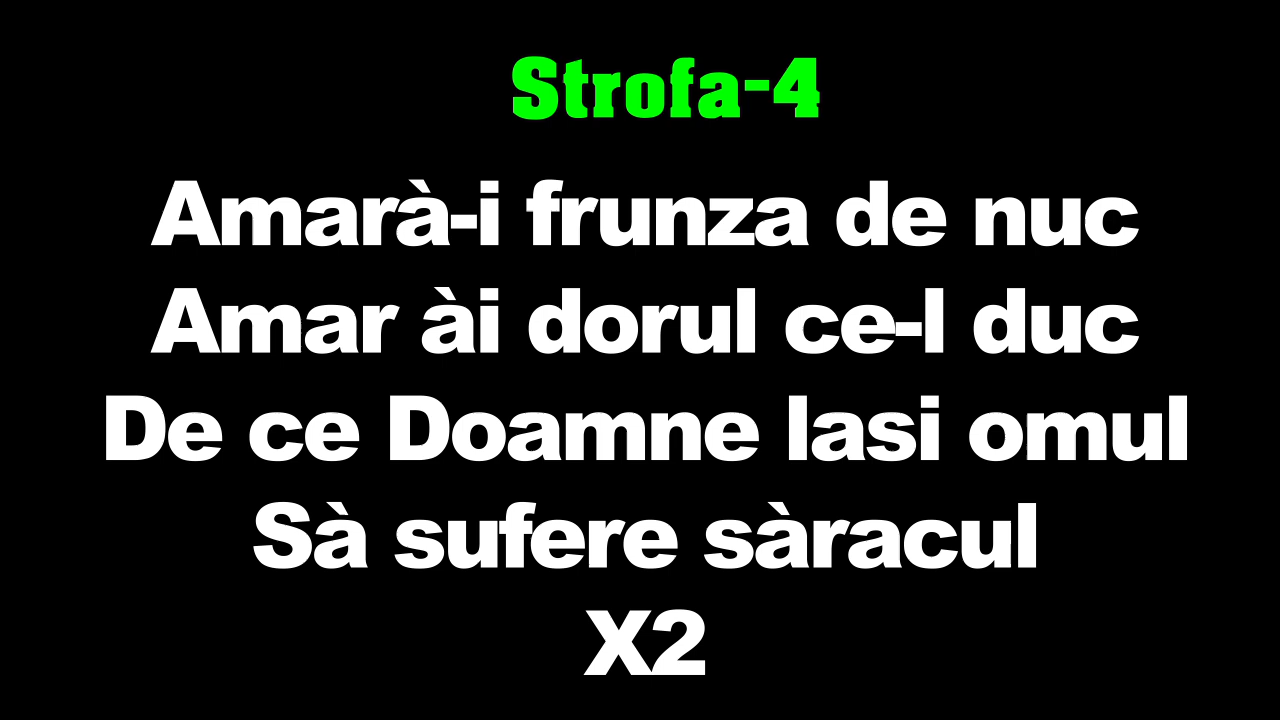 Strofa-4
Amarà-i frunza de nuc
Amar ài dorul ce-l duc
De ce Doamne lasi omul
Sà sufere sàracul
X2